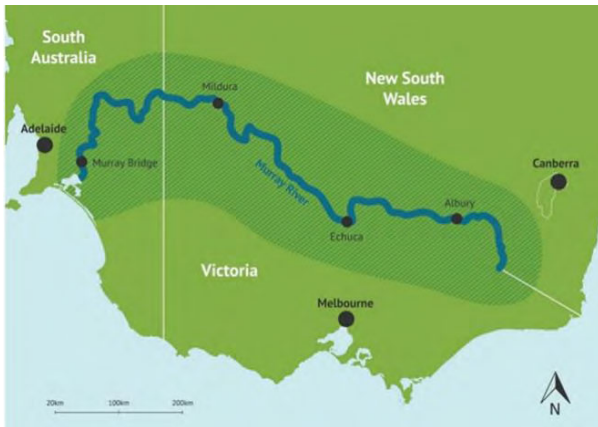 South
Australia
New South
Wales
Mildura
Adelaide
Murray Bridge
Murray River
Canberra
Albury
Echuca
Victoria
Melbourne
20km
100km
200km
N